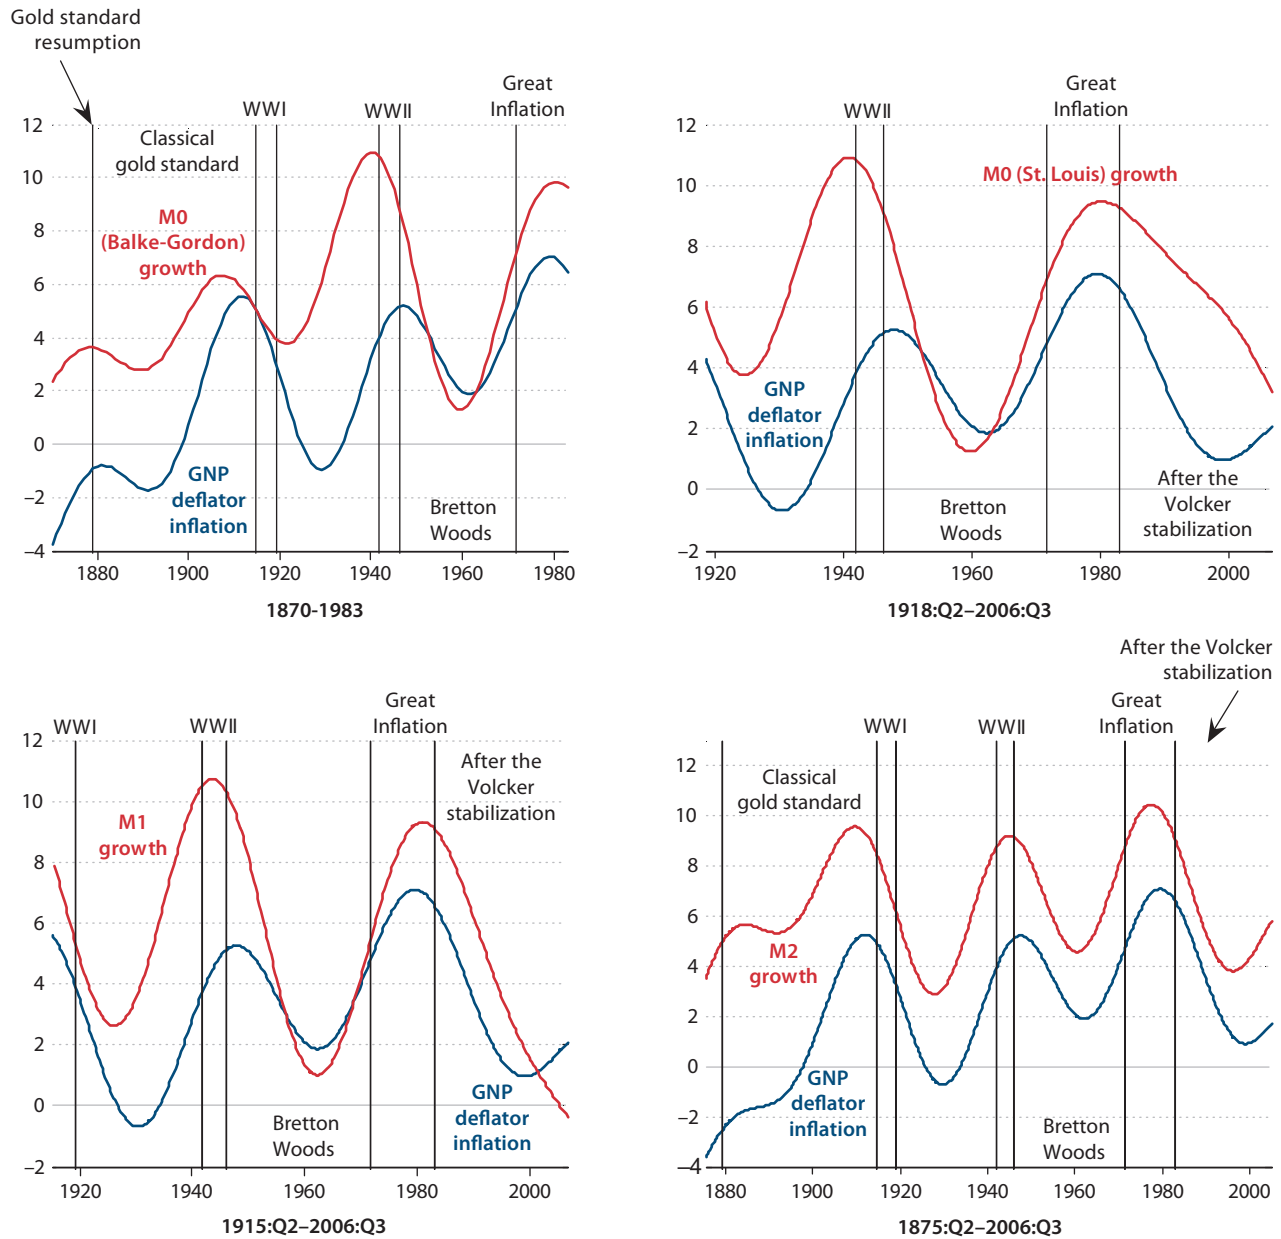 Gold standard
resumption
WWI
WWII
Great
Inflation
12
10
8
6
4
2
0
–2
–4
Classical
gold standard
M0
(Balke-Gordon)
growth
GNP
deflator
inflation
Bretton
Woods
1880
1900
1920
1940
1960
1980
1870-1983
WWII
Great
Inflation
12
10
8
6
4
2
0
–2
M0 (St. Louis) growth
GNP
deflator
inflation
Bretton
Woods
After the
Volcker
stabilization
1920
1940
1960
1980
2000
1918:Q2–2006:Q3
WWI
WWII
Great
Inflation
12
10
8
6
4
2
0
–2
M1
growth
After the
Volcker
stabilization
GNP
deflator
inflation
Bretton
Woods
1920
1940
1960
1980
2000
1915:Q2–2006:Q3
After the Volcker
stabilization
WWI
WWII
Great
Inflation
12
10
8
6
4
2
0
–2
–4
Classical
gold standard
M2
growth
GNP
deflator
inflation
Bretton
Woods
1880
1900
1920
1940
1960
1980
2000
1875:Q2–2006:Q3